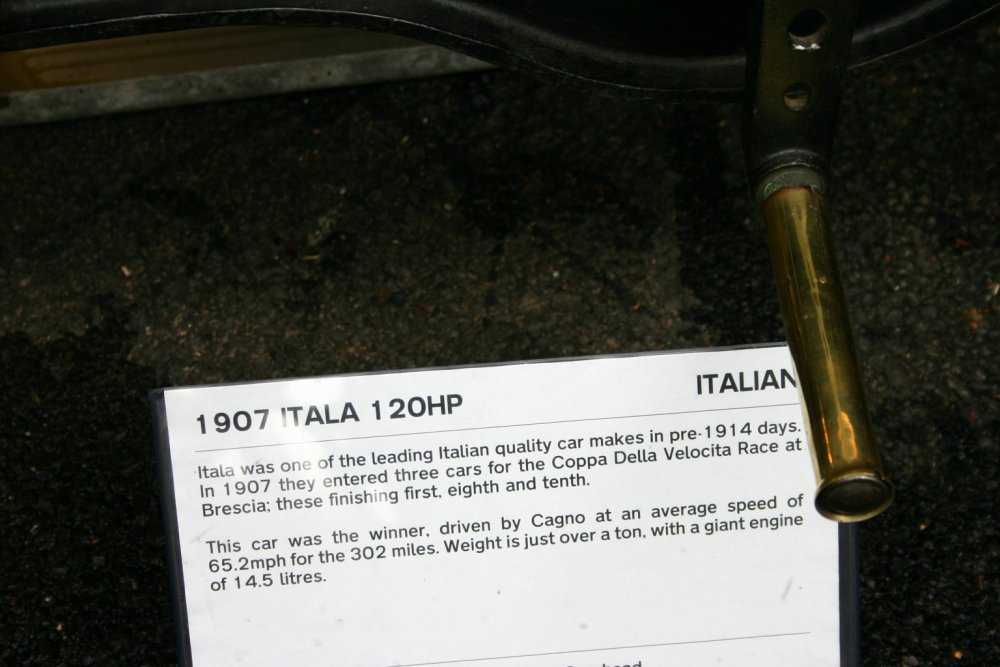 1907 ITALA 120HP
ITALIAN
Itala was one of the leading Italian quality car makes in pre-1914 days.
In 1907 they entered three cars for the Coppa Della Velocita Race at
Brescia; these finishing first, eighth and tenth.
This car was the winner, driven by Cagno at an average speed of
65.2mph for the 302 miles. Weight is just over a ton, with a giant engine
of 14.5 litres.